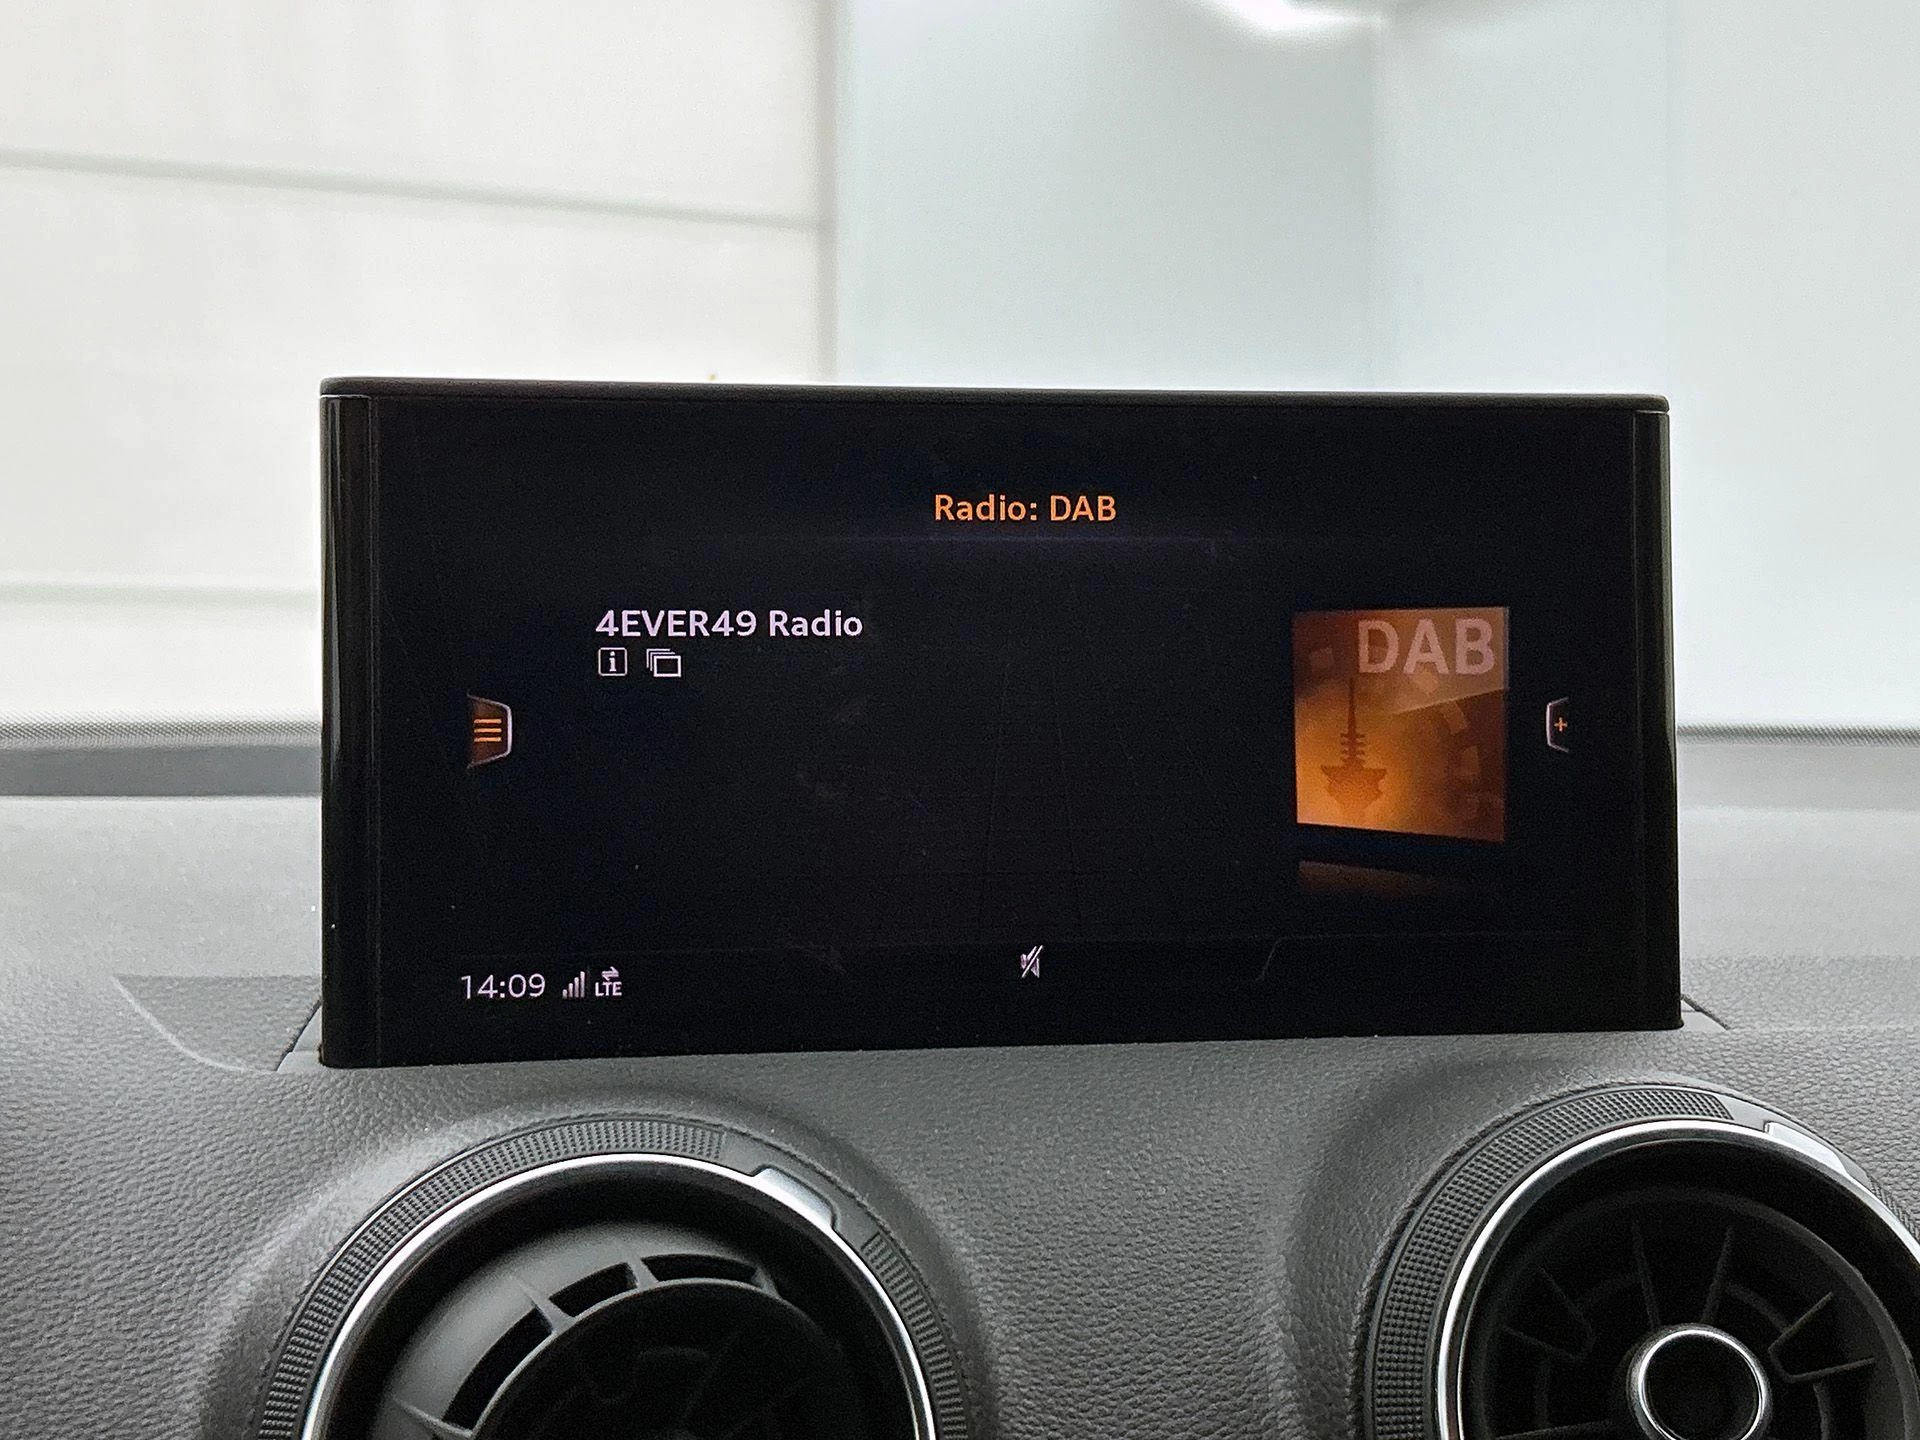 Radio: DAB
4EVER49 Radio
DAB
14:09 LTE